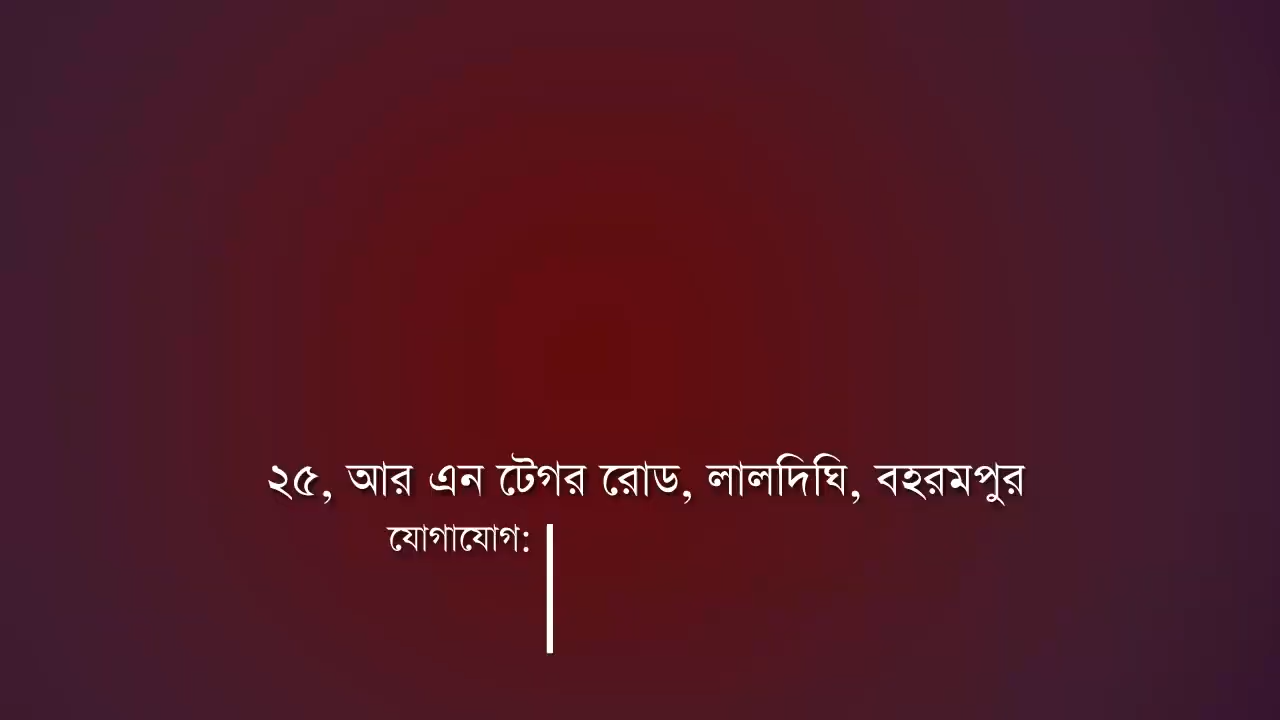 ২৫, আর এন টেগর রোড, লালদিঘি, বহরমপুর
যোগাযোগ: